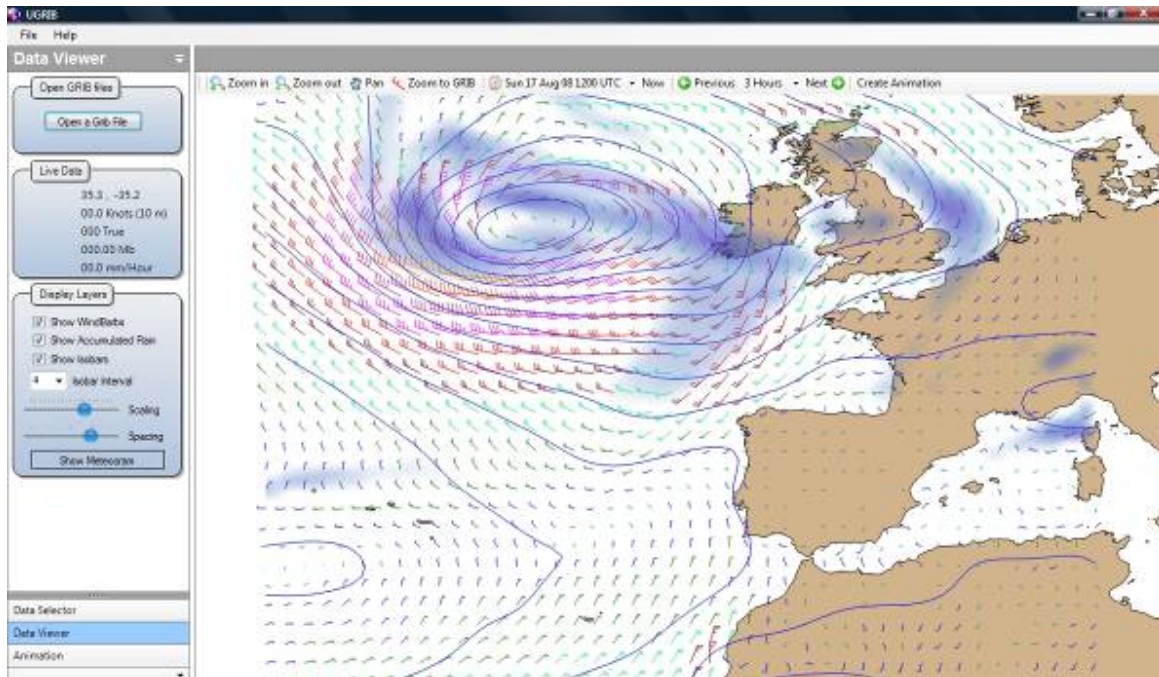 UGRIB
File Help
Data Viewer
Zoom in Zoom out Pan Zoom to GRIB Sun 17 Aug 08 1200 UTC Now Previous 3 Hours Next Create Animation
Open GRIB files
Open a Grib File
Live Data
35.3 , -35.2
00.0 Knots (10 m)
000 True
000.00 Mb
00.0 mm/Hour
Display Layers
Show WindBarbs
Show Accumulated Rain
Show Isobars
4 Isobar Interval
Scaling
Spacing
Show Meteogram
Data Selector
Data Viewer
Animation